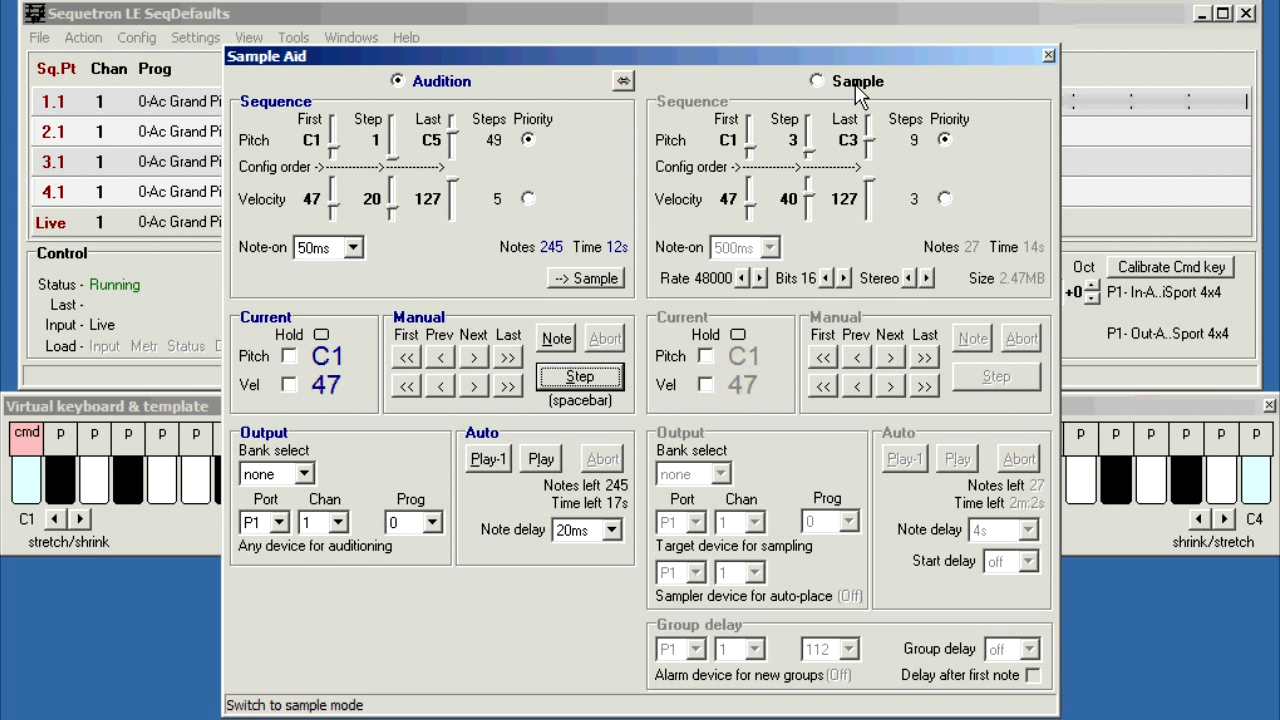 Sequetron LE SeqDefaults
File Action Config Settings View Tools Windows Help
Sq.Pt Chan Prog
1.1 1 0-Ac Grand Pi
2.1 1 0-Ac Grand Pi
3.1 1 0-Ac Grand Pi
4.1 1 0-Ac Grand Pi
Live 1 0-Ac Grand Pi
Control
Status - Running
Last -
Input - Live
Load - Input Metr Status
Oct Calibrate Cmd key
+0 P1- In-A..iSport 4x4
P1- Out-A..Sport 4x4
Sample Aid
Audition
Sequence
First Step Last Steps Priority
Pitch C1 1 C5 49
Config order ->------------>------------>
Velocity 47 20 127 5
Note-on 50ms Notes 245 Time 12s
--> Sample
Current
Hold
Pitch C1
Vel 47
Manual
First Prev Next Last
<< < > >>
<< < > >>
Note Abort
Step
(spacebar)
Output
Bank select
none
Port Chan Prog
P1 1 0
Any device for auditioning
Auto
Play-1 Play Abort
Notes left 245
Time left 17s
Note delay 20ms
Sample
Sequence
First Step Last Steps Priority
Pitch C1 3 C3 9
Config order ->------------>------------>
Velocity 47 40 127 3
Note-on 500ms Notes 27 Time 14s
Rate 48000 Bits 16 Stereo Size 2.47MB
Current
Hold
Pitch C1
Vel 47
Manual
First Prev Next Last
<< < > >>
<< < > >>
Note Abort
Step
Output
Bank select
none
Port Chan Prog
P1 1 0
Target device for sampling
P1 1
Sampler device for auto-place (Off)
Auto
Play-1 Play Abort
Notes left 27
Time left 2m:2s
Note delay 4s
Start delay off
Group delay
P1 1 112 Group delay off
Alarm device for new groups (Off) Delay after first note
Switch to sample mode
Virtual keyboard & template
cmd p p p p p
p p p p p p
C1
stretch/shrink
C4
shrink/stretch